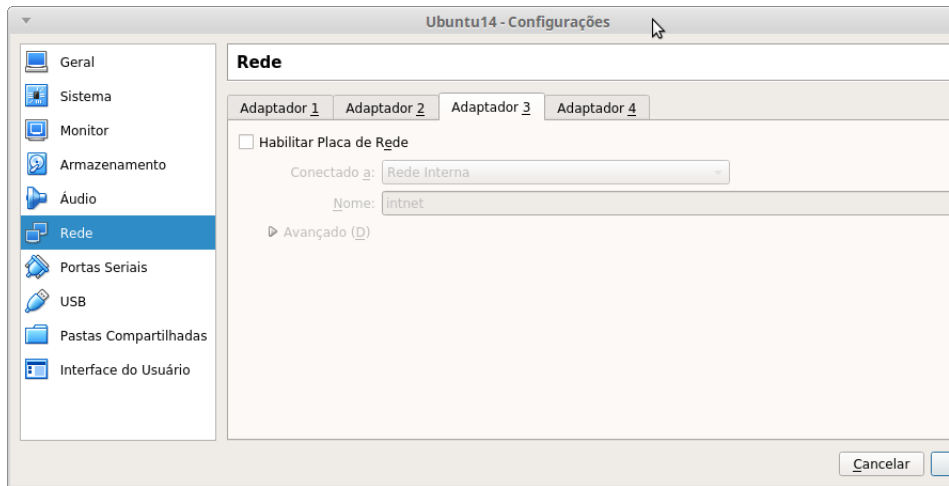 Ubuntu14 - Configurações
Geral
Sistema
Monitor
Armazenamento
Áudio
Rede
Portas Seriais
USB
Pastas Compartilhadas
Interface do Usuário
Rede
Adaptador 1 Adaptador 2 Adaptador 3 Adaptador 4
Habilitar Placa de Rede
Conectado a: Rede Interna
Nome: intnet
Avançado (D)
Cancelar